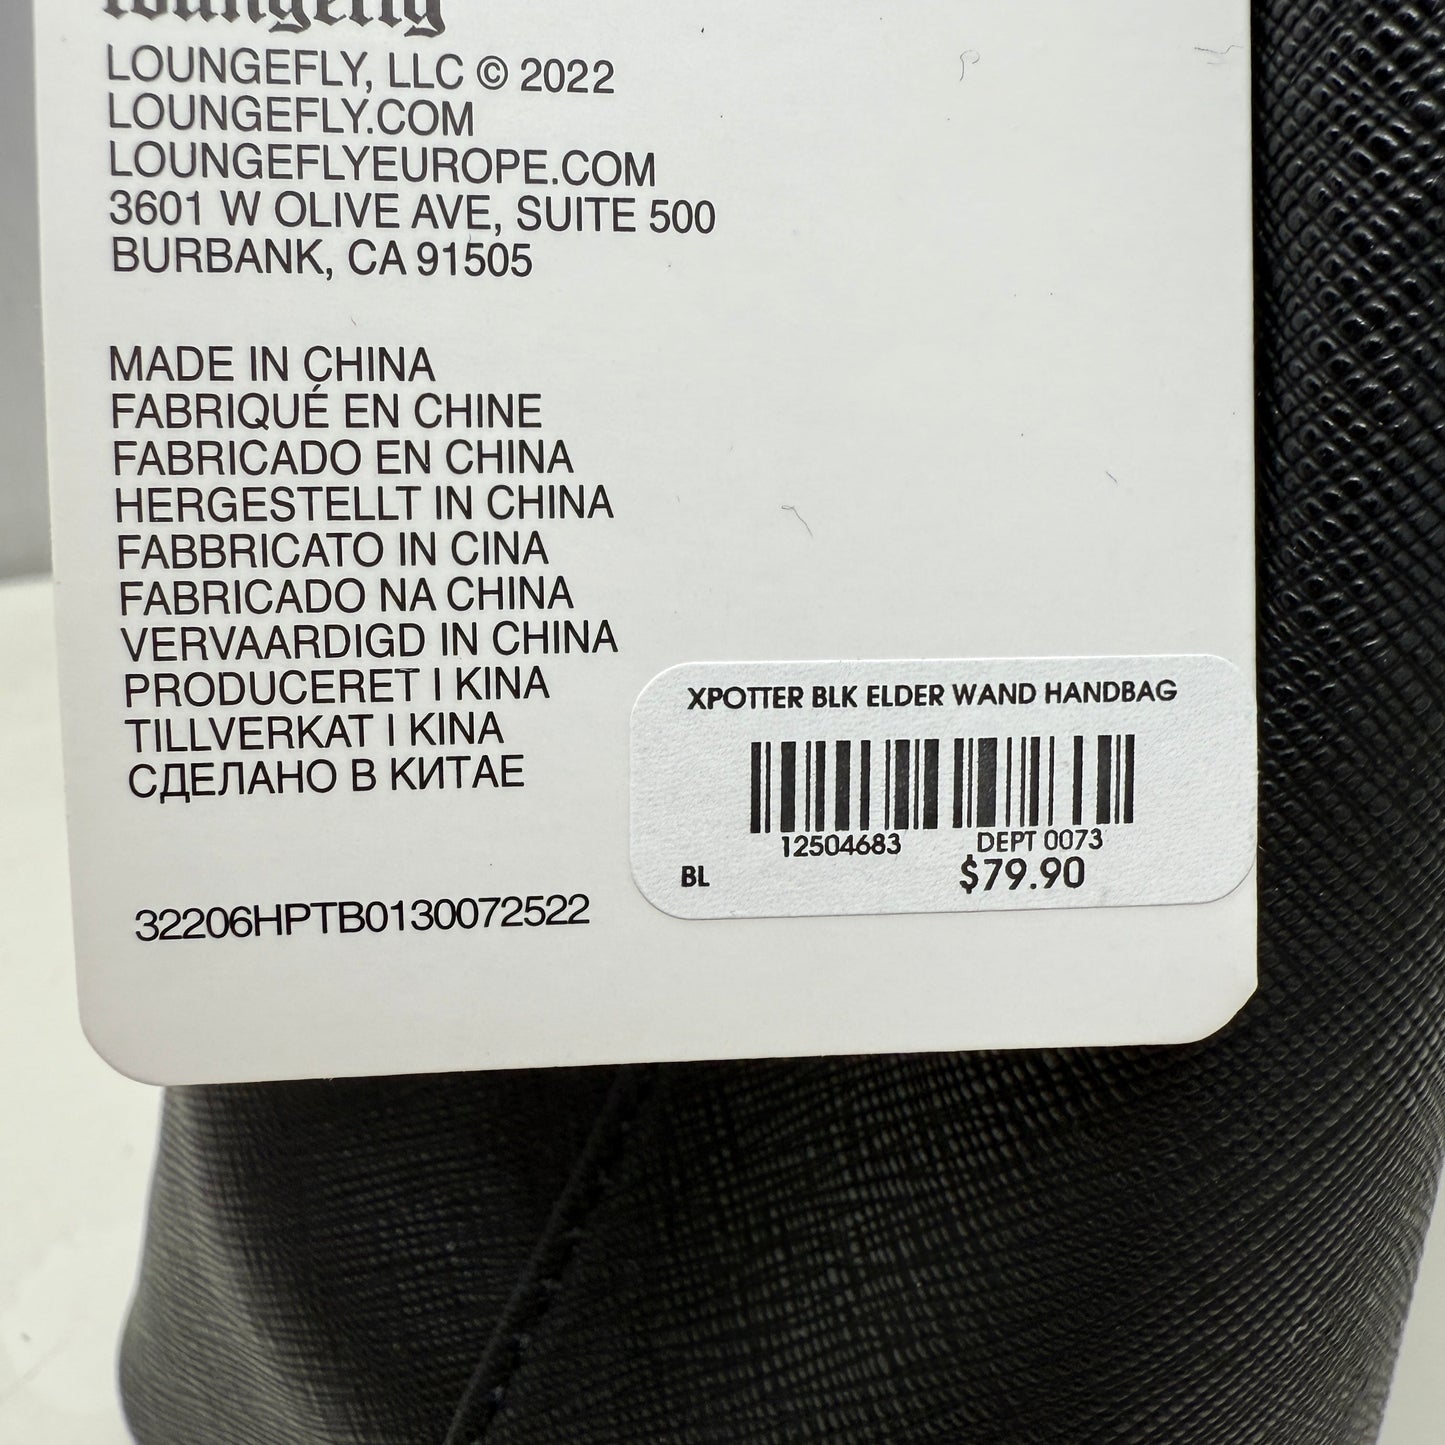 loungefly
LOUNGEFLY, LLC © 2022
LOUNGEFLY.COM
LOUNGEFLYEUROPE.COM
3601 W OLIVE AVE, SUITE 500
BURBANK, CA 91505
MADE IN CHINA
FABRIQUÉ EN CHINE
FABRICADO EN CHINA
HERGESTELLT IN CHINA
FABBRICATO IN CINA
FABRICADO NA CHINA
VERVAARDIGD IN CHINA
PRODUCERET I KINA
TILLVERKAT I KINA
СДЕЛАНО В КИТАЕ
32206HPTB0130072522
XPOTTER BLK ELDER WAND HANDBAG
12504683 DEPT 0073
BL $79.90